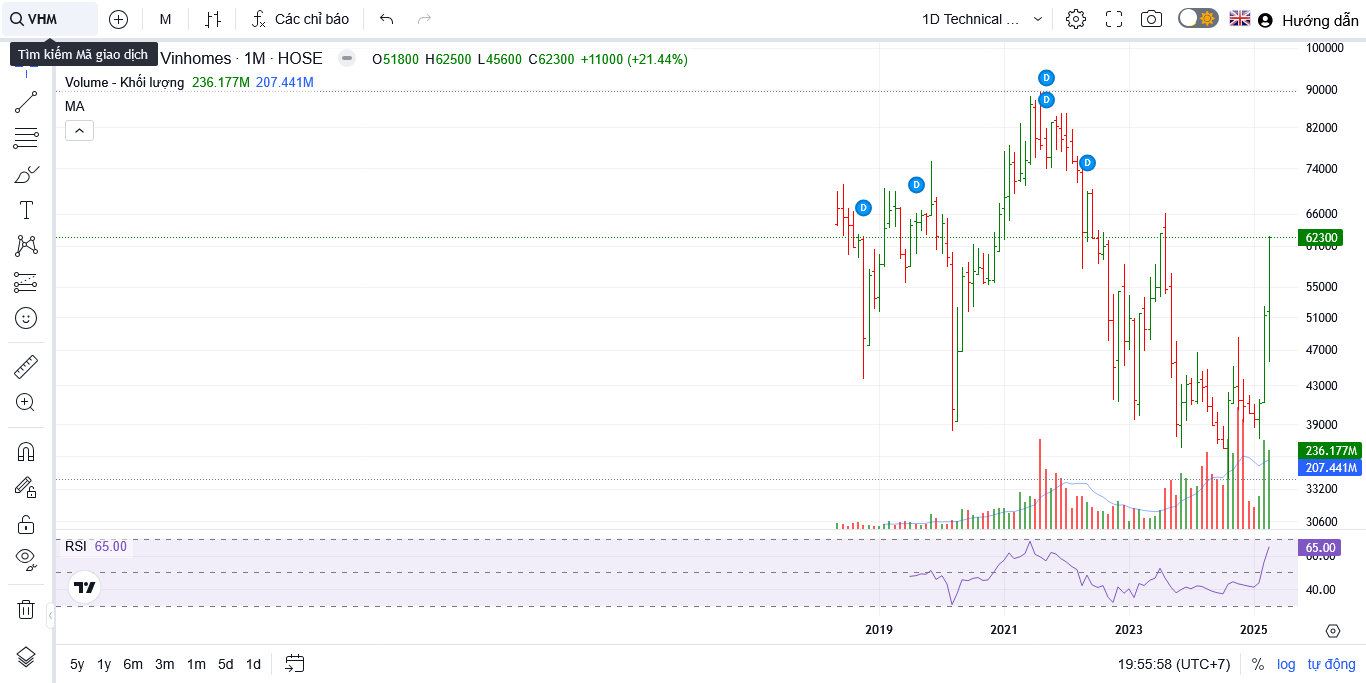 VHM
M
Các chỉ báo
1D Technical ...
Hướng dẫn
Tìm kiếm Mã giao dịch
Vinhomes · 1M · HOSE
O51800 H62500 L45600 C62300 +11000 (+21.44%)
Volume - Khối lượng 236.177M 207.441M
MA
D
D
D
D
D
100000
90000
82000
74000
66000
62300
61000
55000
51000
47000
43000
39000
236.177M
207.441M
33200
30600
RSI 65.00
65.00
60.00
40.00
2019 2021 2023 2025
5y 1y 6m 3m 1m 5d 1d
19:55:58 (UTC+7) % log tự động